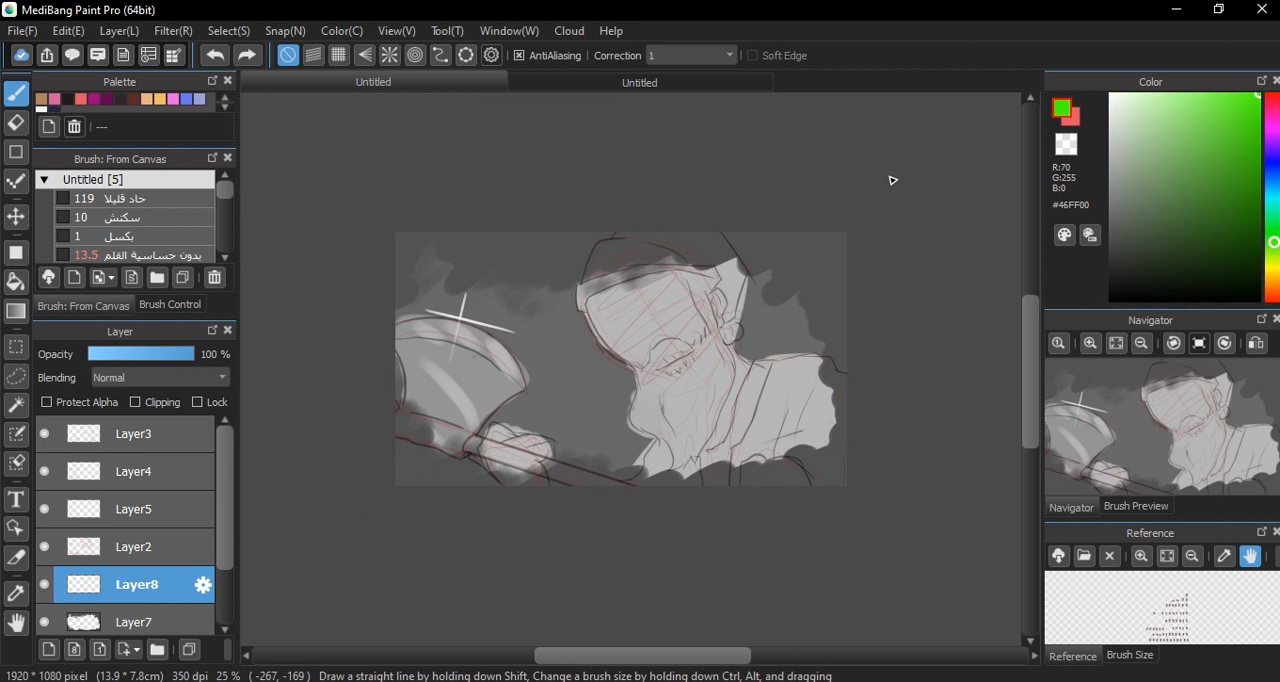 MediBang Paint Pro (64bit)
File(F) Edit(E) Layer(L) Filter(R) Select(S) Snap(N) Color(C) View(V) Tool(T) Window(W) Cloud Help
AntiAliasing Correction 1 Soft Edge
Palette
Untitled Untitled
Color
---
Brush: From Canvas
Untitled [5]
119 حاد قليلا
10 سكتش
1 بكسل
13.5 بدون حساسية القلم
Brush: From Canvas Brush Control
R:70
G:255
B:0
#46FF00
Layer
Opacity 100 %
Blending Normal
Protect Alpha Clipping Lock
Layer3
Layer4
Layer5
Layer2
Layer8
Layer7
Navigator
Navigator Brush Preview
Reference
Reference Brush Size
1920 * 1080 pixel (13.9 * 7.8cm) 350 dpi 25 % ( -267, -169 ) Draw a straight line by holding down Shift, Change a brush size by holding down Ctrl, Alt, and dragging